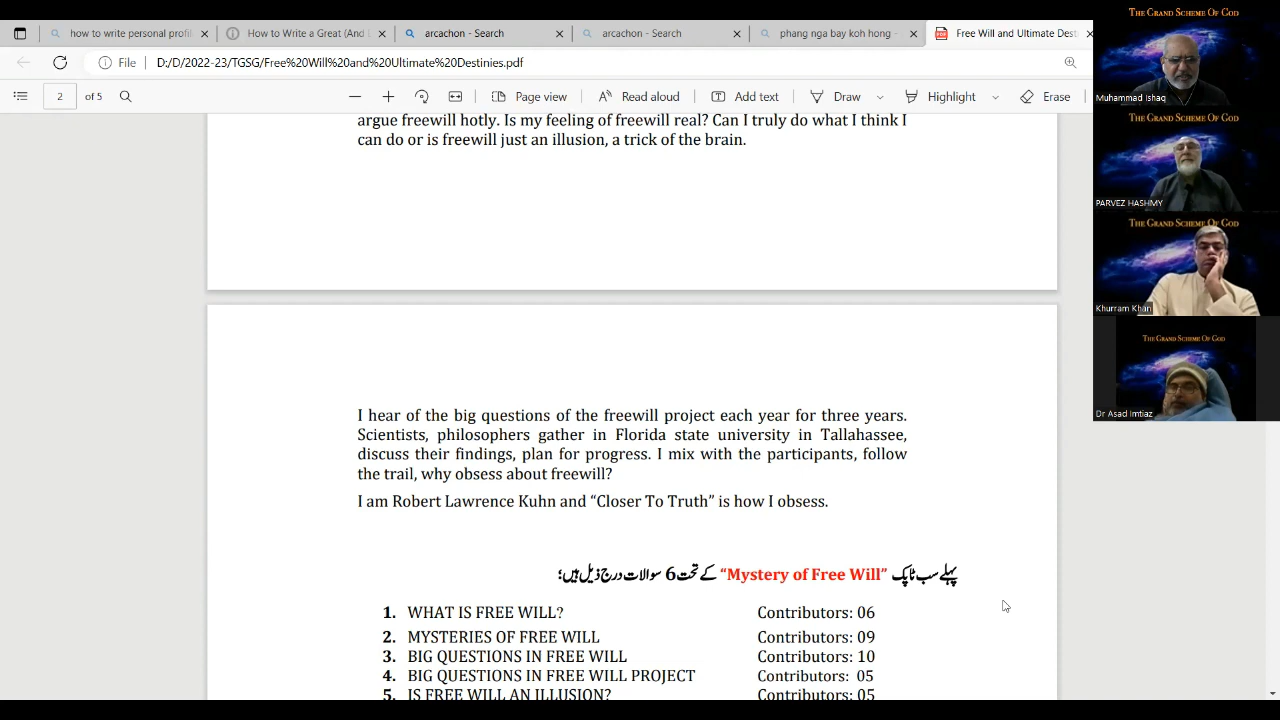 how to write personal profil
How to Write a Great (And L
arcachon - Search
arcachon - Search
phang nga bay koh hong -
Free Will and Ultimate Desti
File
D:/D/2022-23/TGSG/Free%20Will%20and%20Ultimate%20Destinies.pdf
2
of 5
Page view
Read aloud
Add text
Draw
Highlight
Erase
argue freewill hotly. Is my feeling of freewill real? Can I truly do what I think I
can do or is freewill just an illusion, a trick of the brain.
I hear of the big questions of the freewill project each year for three years.
Scientists, philosophers gather in Florida state university in Tallahassee,
discuss their findings, plan for progress. I mix with the participants, follow
the trail, why obsess about freewill?
I am Robert Lawrence Kuhn and “Closer To Truth” is how I obsess.
پہلے سب ٹاپک “Mystery of Free Will” کے تحت 6 سوالات درج ذیل ہیں؛
1. WHAT IS FREE WILL? Contributors: 06
2. MYSTERIES OF FREE WILL Contributors: 09
3. BIG QUESTIONS IN FREE WILL Contributors: 10
4. BIG QUESTIONS IN FREE WILL PROJECT Contributors: 05
5. IS FREE WILL AN ILLUSION? Contributors: 05
THE GRAND SCHEME OF GOD
Muhammad Ishaq
THE GRAND SCHEME OF GOD
PARVEZ HASHMY
THE GRAND SCHEME OF GOD
Khurram Khan
THE GRAND SCHEME OF GOD
Dr Asad Imtiaz